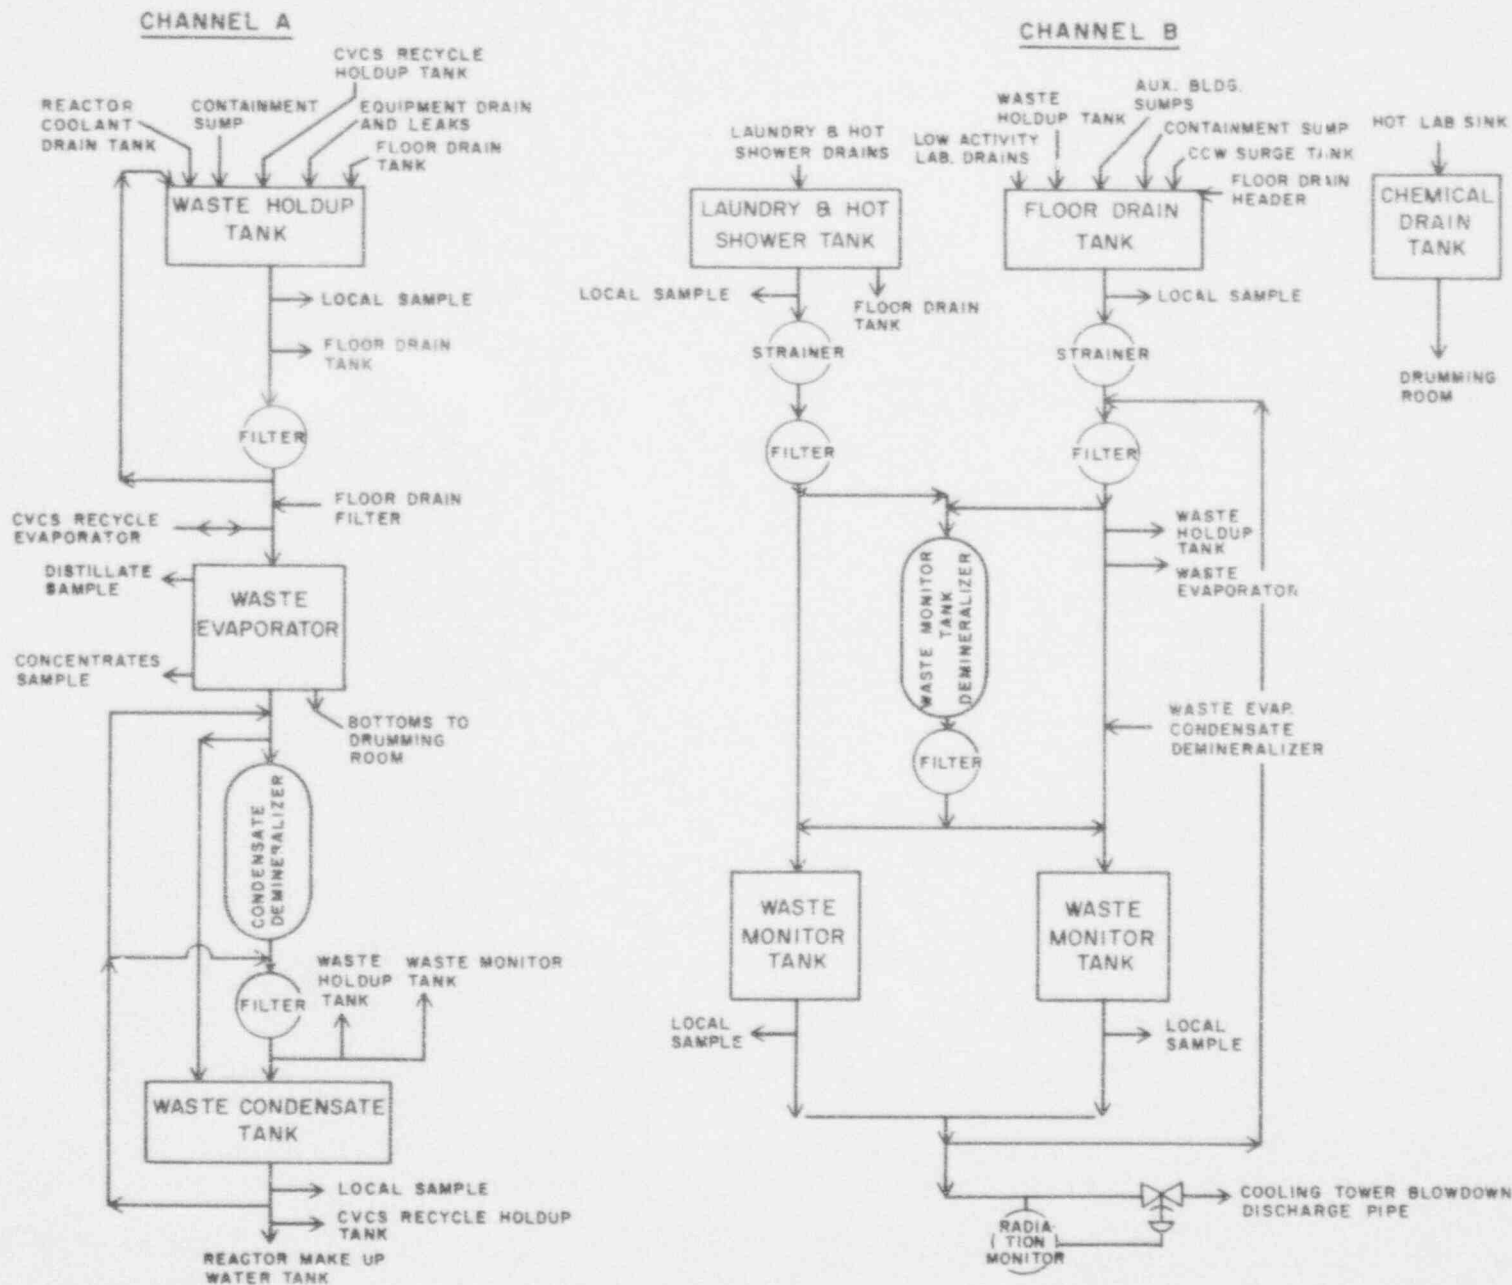 CHANNEL A
CVCS RECYCLE
HOLDUP TANK
REACTOR
COOLANT
DRAIN TANK
CONTAINMENT
SUMP
EQUIPMENT DRAIN
AND LEAKS
FLOOR DRAIN
TANK
WASTE HOLDUP
TANK
LOCAL SAMPLE
FLOOR DRAIN
TANK
FILTER
FLOOR DRAIN
FILTER
CVCS RECYCLE
EVAPORATOR
DISTILLATE
SAMPLE
WASTE
EVAPORATOR
CONCENTRATES
SAMPLE
BOTTOMS TO
DRUMMING
ROOM
CONDENSATE
DEMINERALIZER
WASTE
HOLDUP
TANK
WASTE MONITOR
TANK
FILTER
WASTE CONDENSATE
TANK
LOCAL SAMPLE
CVCS RECYCLE HOLDUP
TANK
REACTOR MAKE UP
WATER TANK
CHANNEL B
LAUNDRY & HOT
SHOWER DRAINS
LOW ACTIVITY
LAB. DRAINS
WASTE
HOLDUP TANK
AUX. BLDG.
SUMPS
CONTAINMENT SUMP
CCW SURGE TANK
FLOOR DRAIN
HEADER
HOT LAB SINK
LAUNDRY & HOT
SHOWER TANK
FLOOR DRAIN
TANK
CHEMICAL
DRAIN
TANK
LOCAL SAMPLE
FLOOR DRAIN
TANK
LOCAL SAMPLE
STRAINER
STRAINER
DRUMMING
ROOM
FILTER
FILTER
WASTE
HOLDUP
TANK
WASTE
EVAPORATOR
WASTE MONITOR
TANK
DEMINERALIZER
WASTE EVAP.
CONDENSATE
DEMINERALIZER
FILTER
WASTE
MONITOR
TANK
WASTE
MONITOR
TANK
LOCAL
SAMPLE
LOCAL
SAMPLE
RADIA-
TION
MONITOR
COOLING TOWER BLOWDOWN
DISCHARGE PIPE